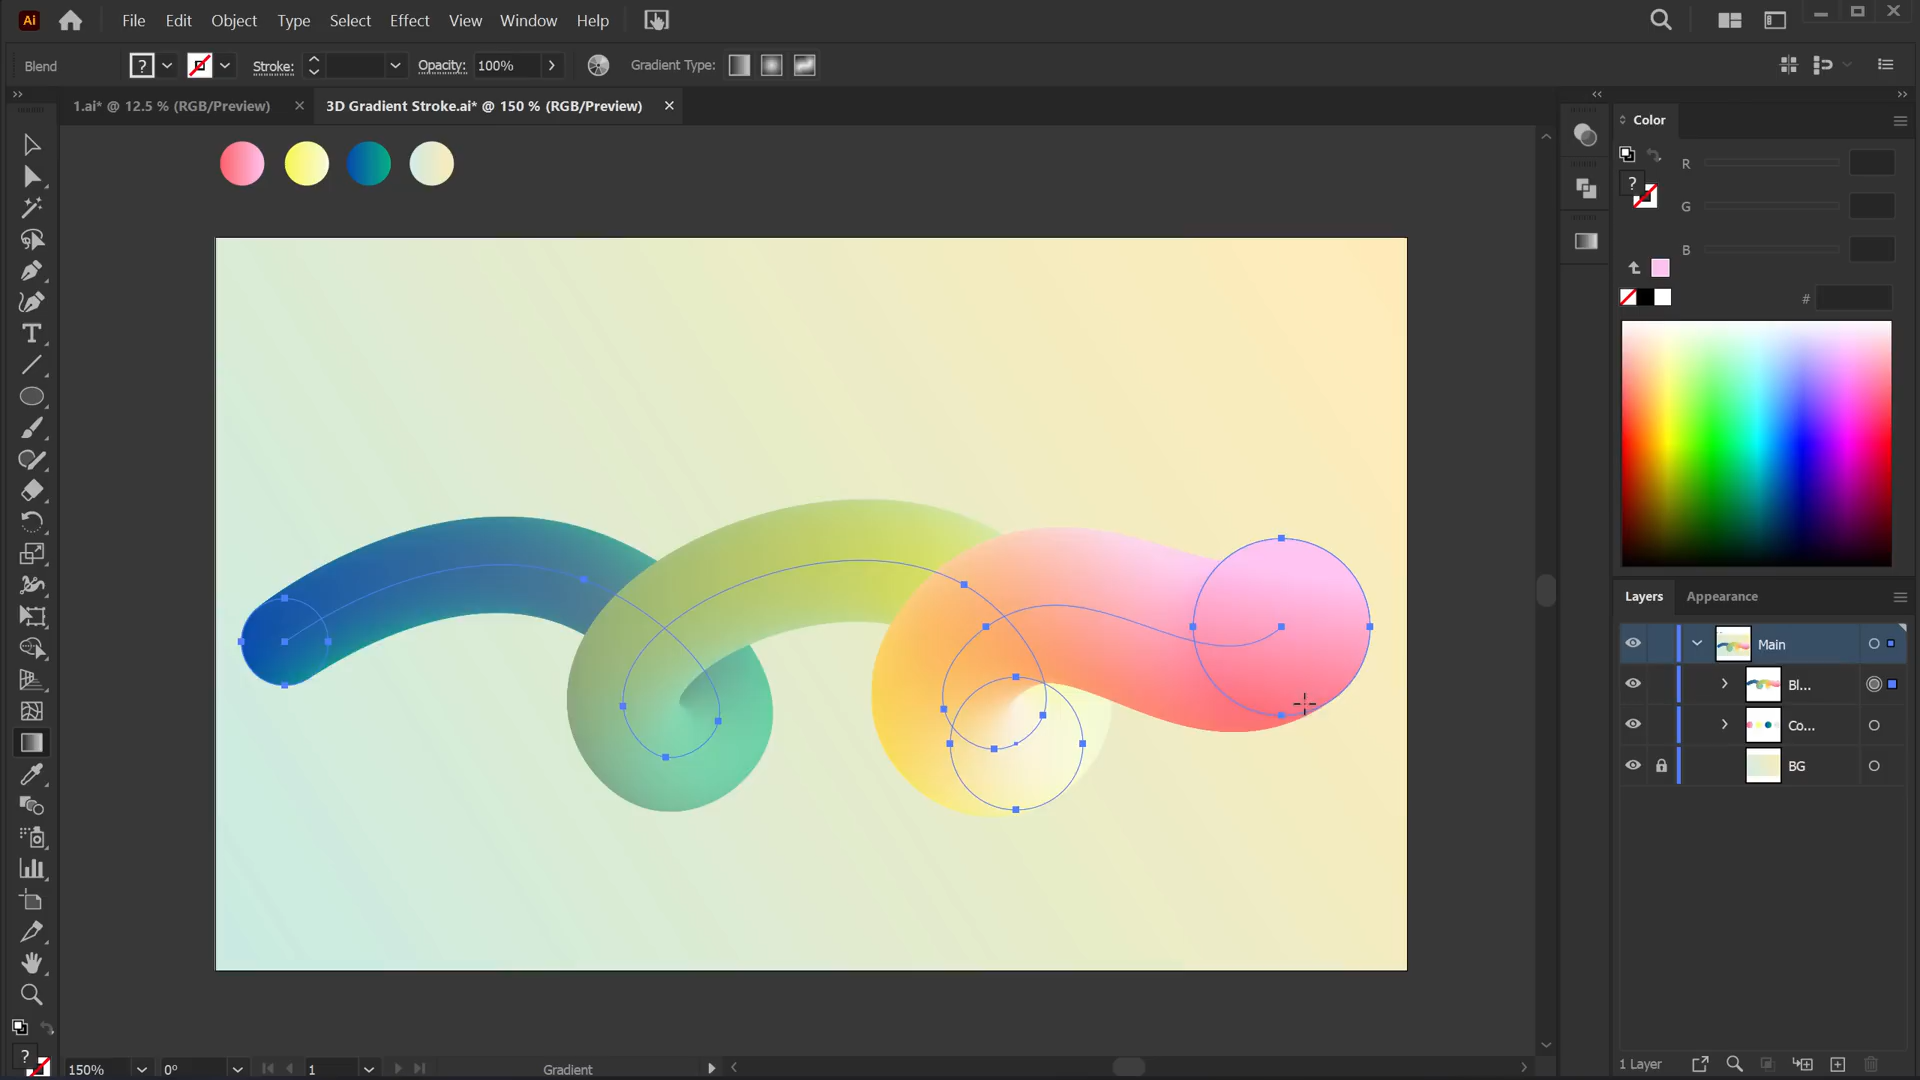 Ai File Edit Object Type Select Effect View Window Help
Blend ? Stroke: Opacity: 100% Gradient Type:
1.ai* @ 12.5 % (RGB/Preview) × 3D Gradient Stroke.ai* @ 150 % (RGB/Preview) ×
Color
R
?
G
B
#
T
Layers Appearance
Main
Bl...
Co...
BG
?
150% 0° 1 Gradient
1 Layer